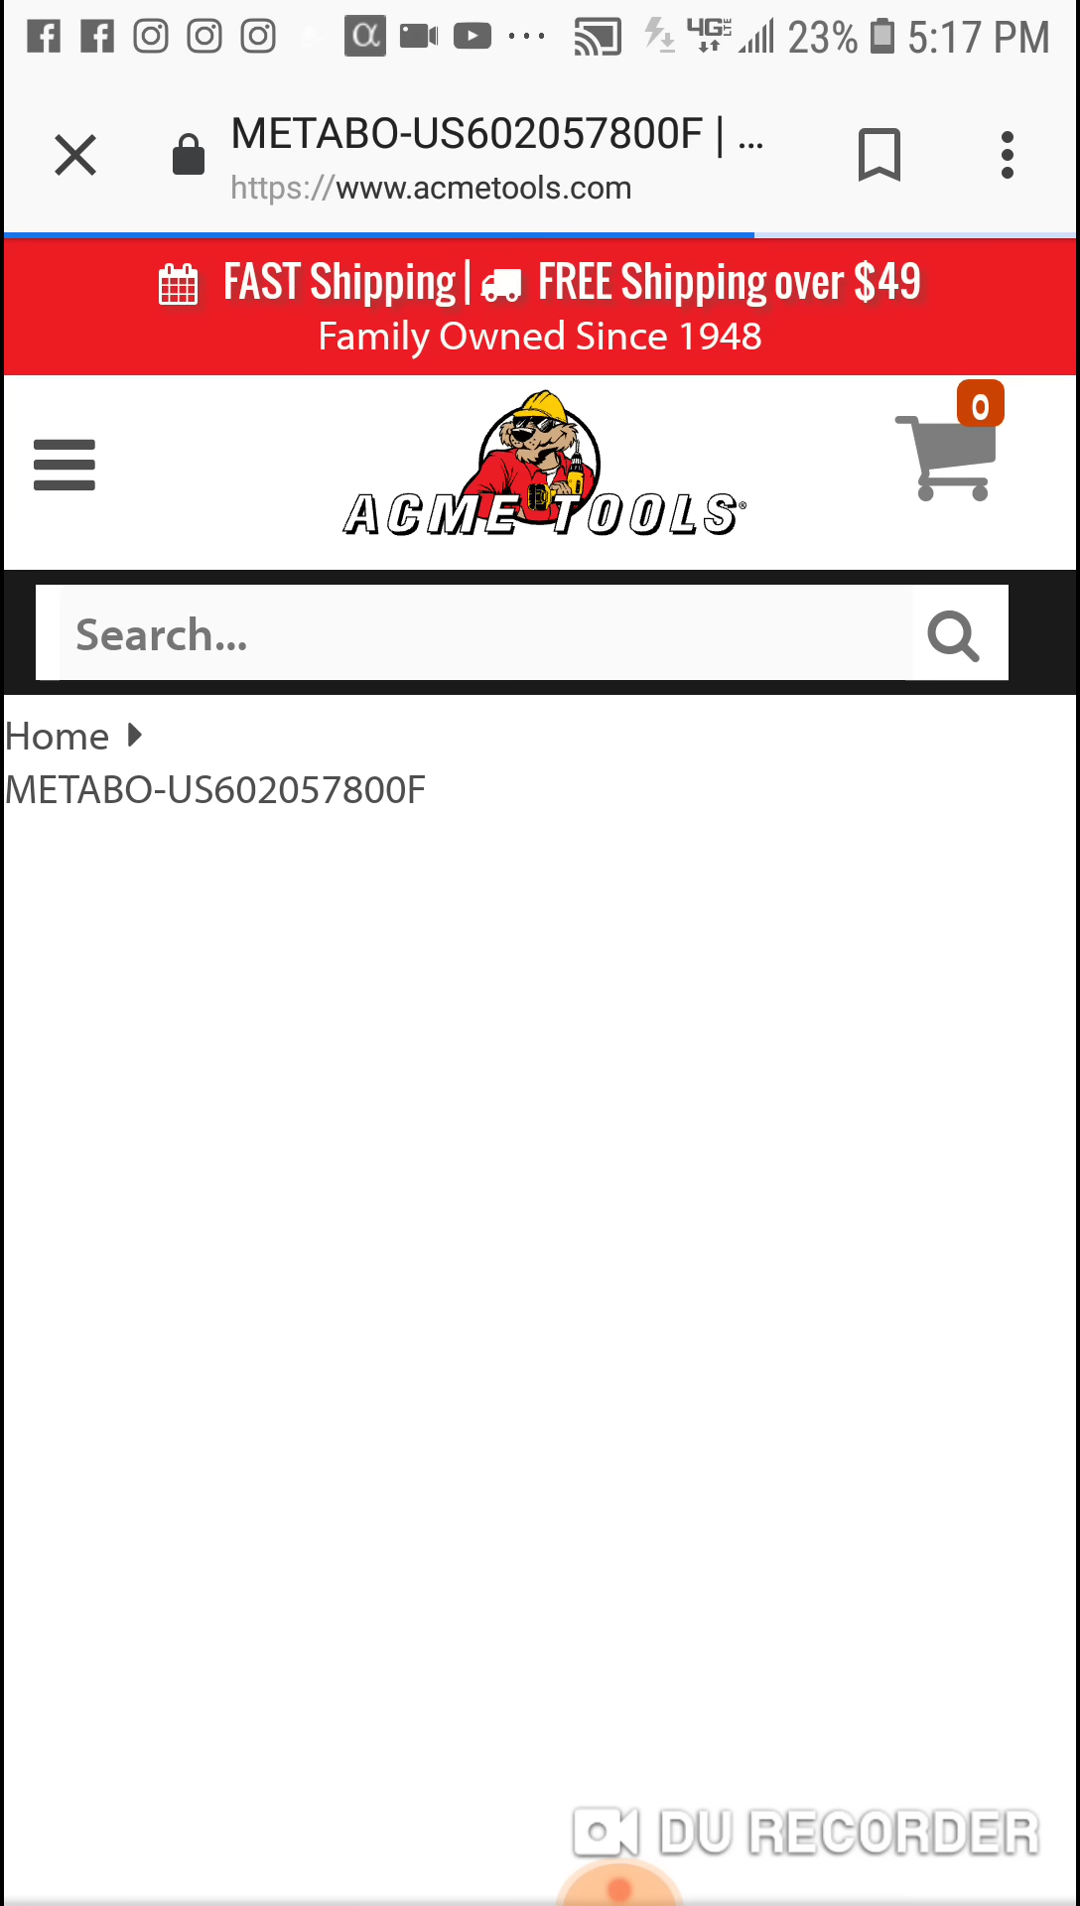 23% 5:17 PM
METABO-US602057800F | ...
https://www.acmetools.com
FAST Shipping | FREE Shipping over $49
Family Owned Since 1948
0
ACME TOOLS®
Search...
Home
METABO-US602057800F
DU RECORDER